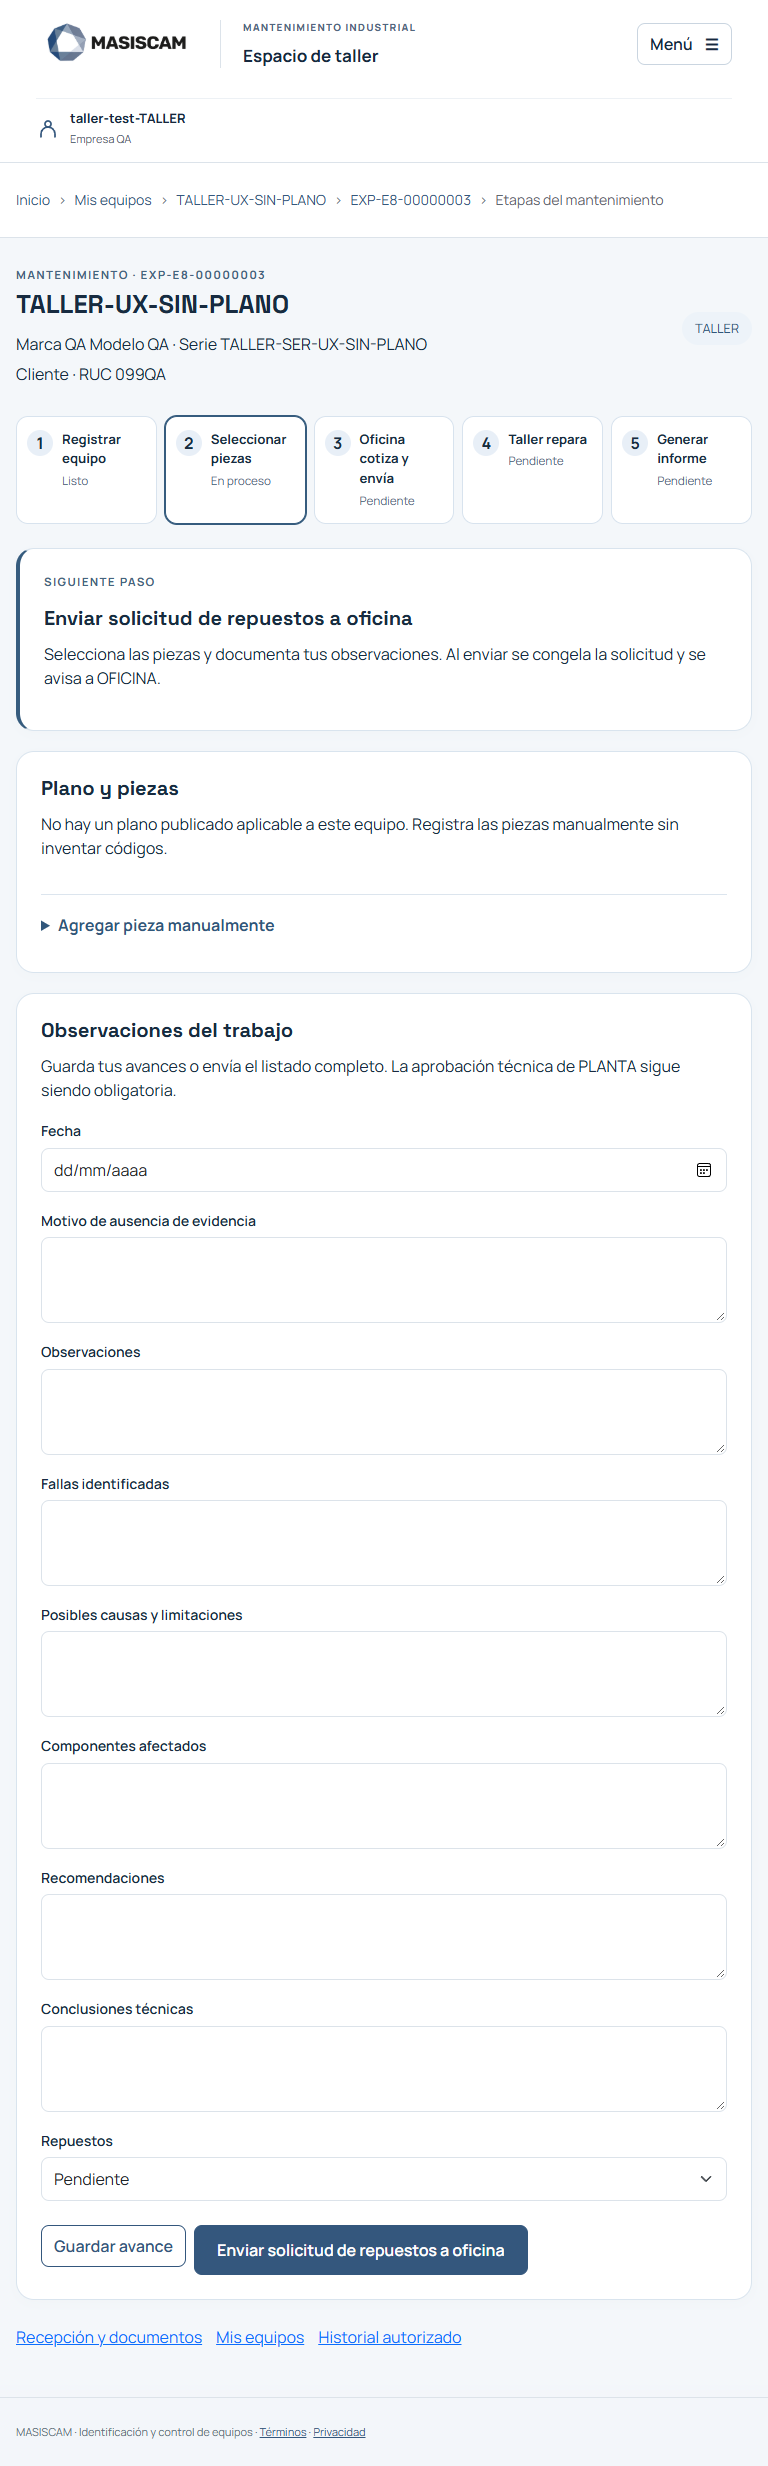 MASISCAM
MANTENIMIENTO INDUSTRIAL
Espacio de taller
Menú
taller-test-TALLER
Empresa QA
Inicio › Mis equipos › TALLER-UX-SIN-PLANO › EXP-E8-00000003 › Etapas del mantenimiento
MANTENIMIENTO · EXP-E8-00000003
TALLER-UX-SIN-PLANO
Marca QA Modelo QA · Serie TALLER-SER-UX-SIN-PLANO
Cliente · RUC 099QA
TALLER
1 Registrar
equipo
Listo
2 Seleccionar
piezas
En proceso
3 Oficina
cotiza y
envía
Pendiente
4 Taller repara
Pendiente
5 Generar
informe
Pendiente
SIGUIENTE PASO
Enviar solicitud de repuestos a oficina
Selecciona las piezas y documenta tus observaciones. Al enviar se congela la solicitud y se
avisa a OFICINA.
Plano y piezas
No hay un plano publicado aplicable a este equipo. Registra las piezas manualmente sin
inventar códigos.
Agregar pieza manualmente
Observaciones del trabajo
Guarda tus avances o envía el listado completo. La aprobación técnica de PLANTA sigue
siendo obligatoria.
Fecha
dd/mm/aaaa
Motivo de ausencia de evidencia
Observaciones
Fallas identificadas
Posibles causas y limitaciones
Componentes afectados
Recomendaciones
Conclusiones técnicas
Repuestos
Pendiente
Guardar avance
Enviar solicitud de repuestos a oficina
Recepción y documentos Mis equipos Historial autorizado
MASISCAM · Identificación y control de equipos · Términos · Privacidad